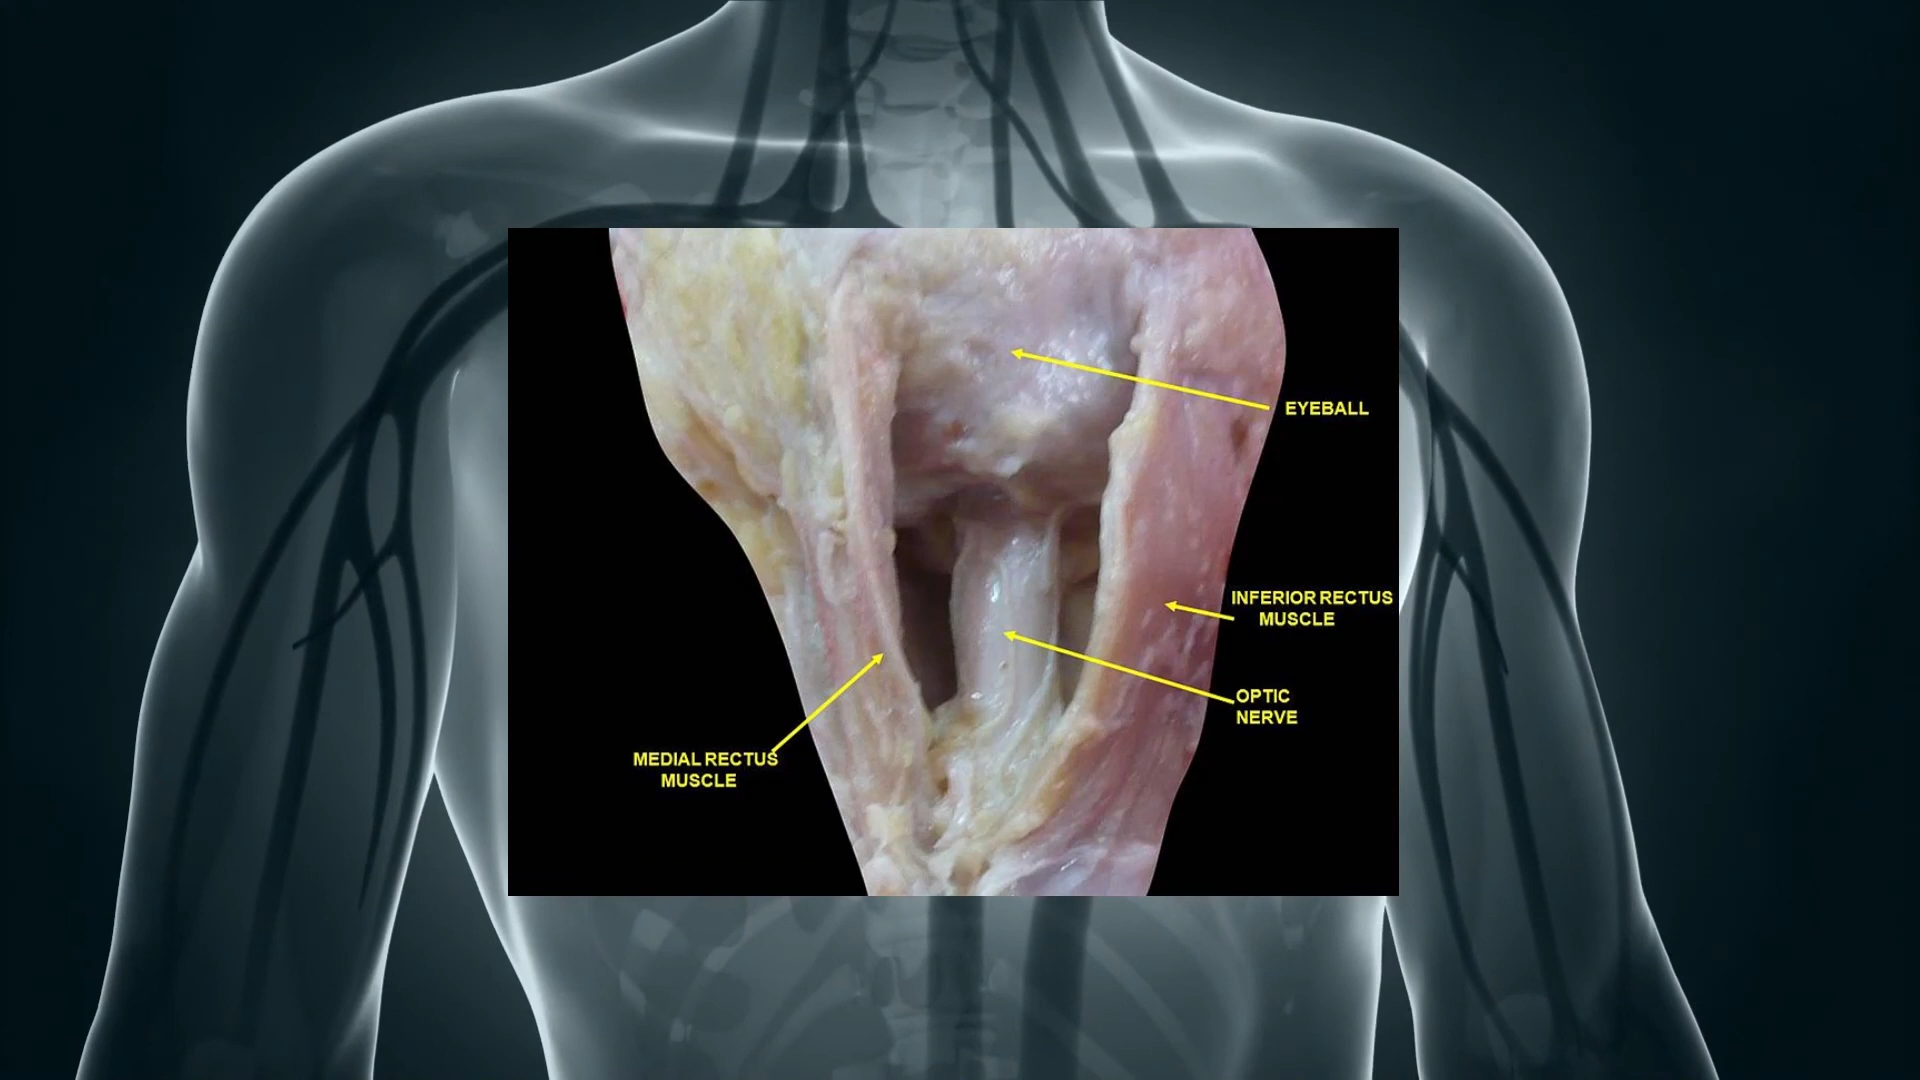 EYEBALL
INFERIOR RECTUS
MUSCLE
OPTIC
NERVE
MEDIAL RECTUS
MUSCLE